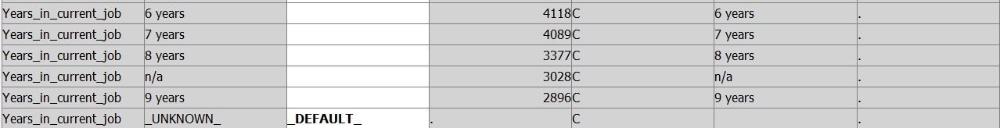 Years_in_current_job 6 years 4118 C 6 years .
Years_in_current_job 7 years 4089 C 7 years .
Years_in_current_job 8 years 3377 C 8 years .
Years_in_current_job n/a 3028 C n/a .
Years_in_current_job 9 years 2896 C 9 years .
Years_in_current_job _UNKNOWN_ _DEFAULT_ . C .